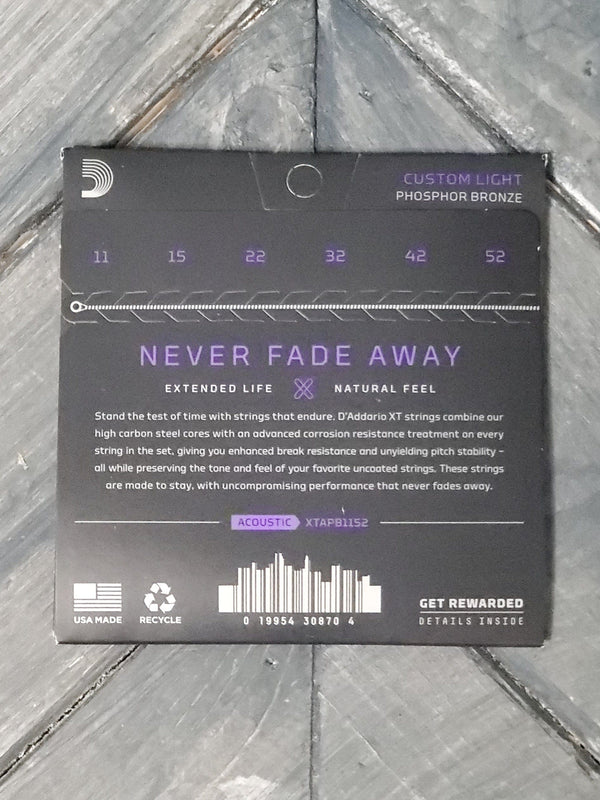 CUSTOM LIGHT
PHOSPHOR BRONZE
11 15 22 32 42 52
NEVER FADE AWAY
EXTENDED LIFE X NATURAL FEEL
Stand the test of time with strings that endure. D'Addario XT strings combine our
high carbon steel cores with an advanced corrosion resistance treatment on every
string in the set, giving you enhanced break resistance and unyielding pitch stability –
all while preserving the tone and feel of your favorite uncoated strings. These strings
are made to stay, with uncompromising performance that never fades away.
ACOUSTIC XTAPB1152
USA MADE RECYCLE
0 19954 30870 4
GET REWARDED
DETAILS INSIDE